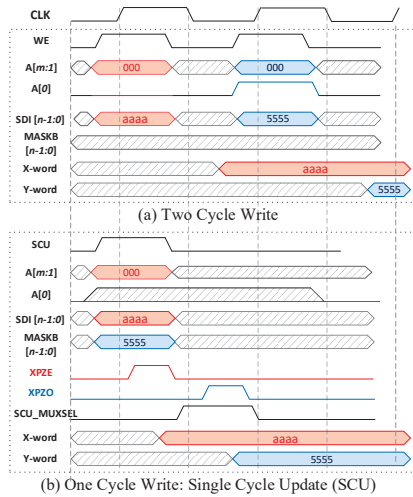 CLK
WE
A[m:1] 000 000
A[0]
SDI [n-1:0] aaaa 5555
MASKB
[n-1:0]
X-word aaaa
Y-word 5555
(a) Two Cycle Write
SCU
A[m:1] 000
A[0]
SDI [n-1:0] aaaa
MASKB
[n-1:0] 5555
XPZE
XPZO
SCU_MUXSEL
X-word aaaa
Y-word 5555
(b) One Cycle Write: Single Cycle Update (SCU)